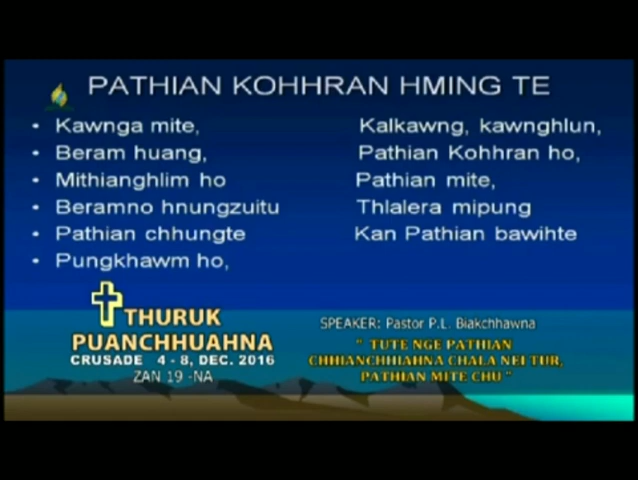 PATHIAN KOHHRAN HMING TE
• Kawnga mite,
• Beram huang,
• Mithianghlim ho
• Beramno hnungzuitu
• Pathian chhungte
• Pungkhawm ho,
Kalkawng, kawnghlun,
Pathian Kohhran ho,
Pathian mite,
Thlalera mipung
Kan Pathian bawihte
THURUK
PUANCHHUAHNA
CRUSADE 4 - 8, DEC. 2016
ZAN 19 -NA
SPEAKER: Pastor P.L. Biakchhawna
" TUTE NGE PATHIAN
CHHIANCHHIAHNA CHALA NEI TUR,
PATHIAN MITE CHU "